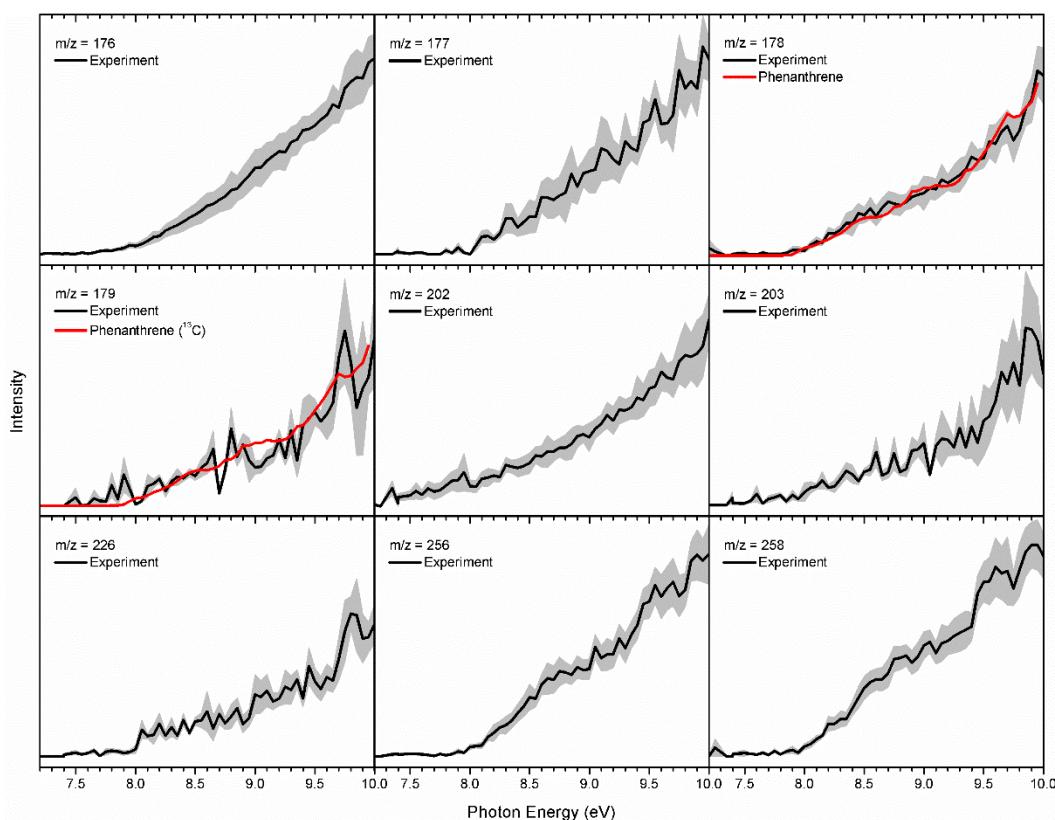 m/z = 176
Experiment
m/z = 177
Experiment
m/z = 178
Experiment
Phenanthrene
m/z = 179
Experiment
Phenanthrene (¹³C)
m/z = 202
Experiment
m/z = 203
Experiment
Intensity
m/z = 226
Experiment
m/z = 256
Experiment
m/z = 258
Experiment
7.5 8.0 8.5 9.0 9.5 10.0 7.5 8.0 8.5 9.0 9.5 10.0 7.5 8.0 8.5 9.0 9.5 10.0
Photon Energy (eV)